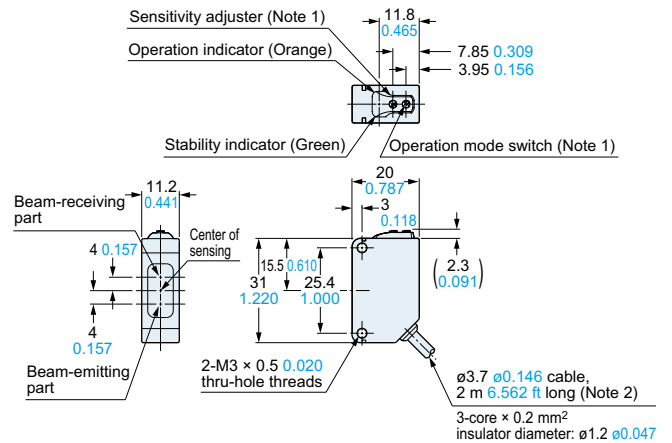 Sensitivity adjuster (Note 1)
11.8
0.465
Operation indicator (Orange)
7.85 0.309
3.95 0.156
Stability indicator (Green)
Operation mode switch (Note 1)
11.2
0.441
20
0.787
Beam-receiving
part
3
0.118
4 0.157
Center of
sensing
15.5 0.610
31
1.220
25.4
1.000
(2.3
0.091)
4
0.157
Beam-emitting
part
2-M3 × 0.5 0.020
thru-hole threads
ø3.7 ø0.146 cable,
2 m 6.562 ft long (Note 2)
3-core × 0.2 mm²
insulator diameter: ø1.2 ø0.047